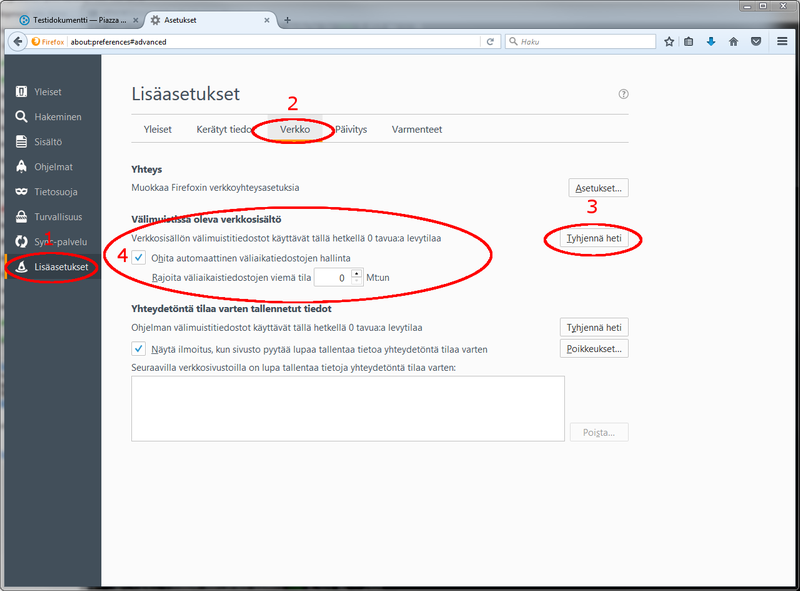 Testidokumentti — Piazza ...
Asetukset
Firefox
about:preferences#advanced
Haku
Yleiset
Hakeminen
Sisältö
Ohjelmat
Tietosuoja
Turvallisuus
Sync-palvelu
1
Lisäasetukset
Lisäasetukset
?
2
Yleiset
Kerätyt tiedo
Verkko
Päivitys
Varmenteet
Yhteys
Muokkaa Firefoxin verkkoyhteysasetuksia
Asetukset...
3
Välimuistissa oleva verkkosisältö
Verkkosisällön välimuistitiedostot käyttävät tällä hetkellä 0 tavua:a levytilaa
Tyhjennä heti
4
Ohita automaattinen väliaikatiedostojen hallinta
Rajoita väliaikaistiedostojen viemä tila 0 Mt:un
Yhteydetöntä tilaa varten tallennetut tiedot
Ohjelman välimuistitiedostot käyttävät tällä hetkellä 0 tavua:a levytilaa
Tyhjennä heti
Näytä ilmoitus, kun sivusto pyytää lupaa tallentaa tietoa yhteydetöntä tilaa varten
Poikkeukset...
Seuraavilla verkkosivustoilla on lupa tallentaa tietoja yhteydetöntä tilaa varten:
Poista...